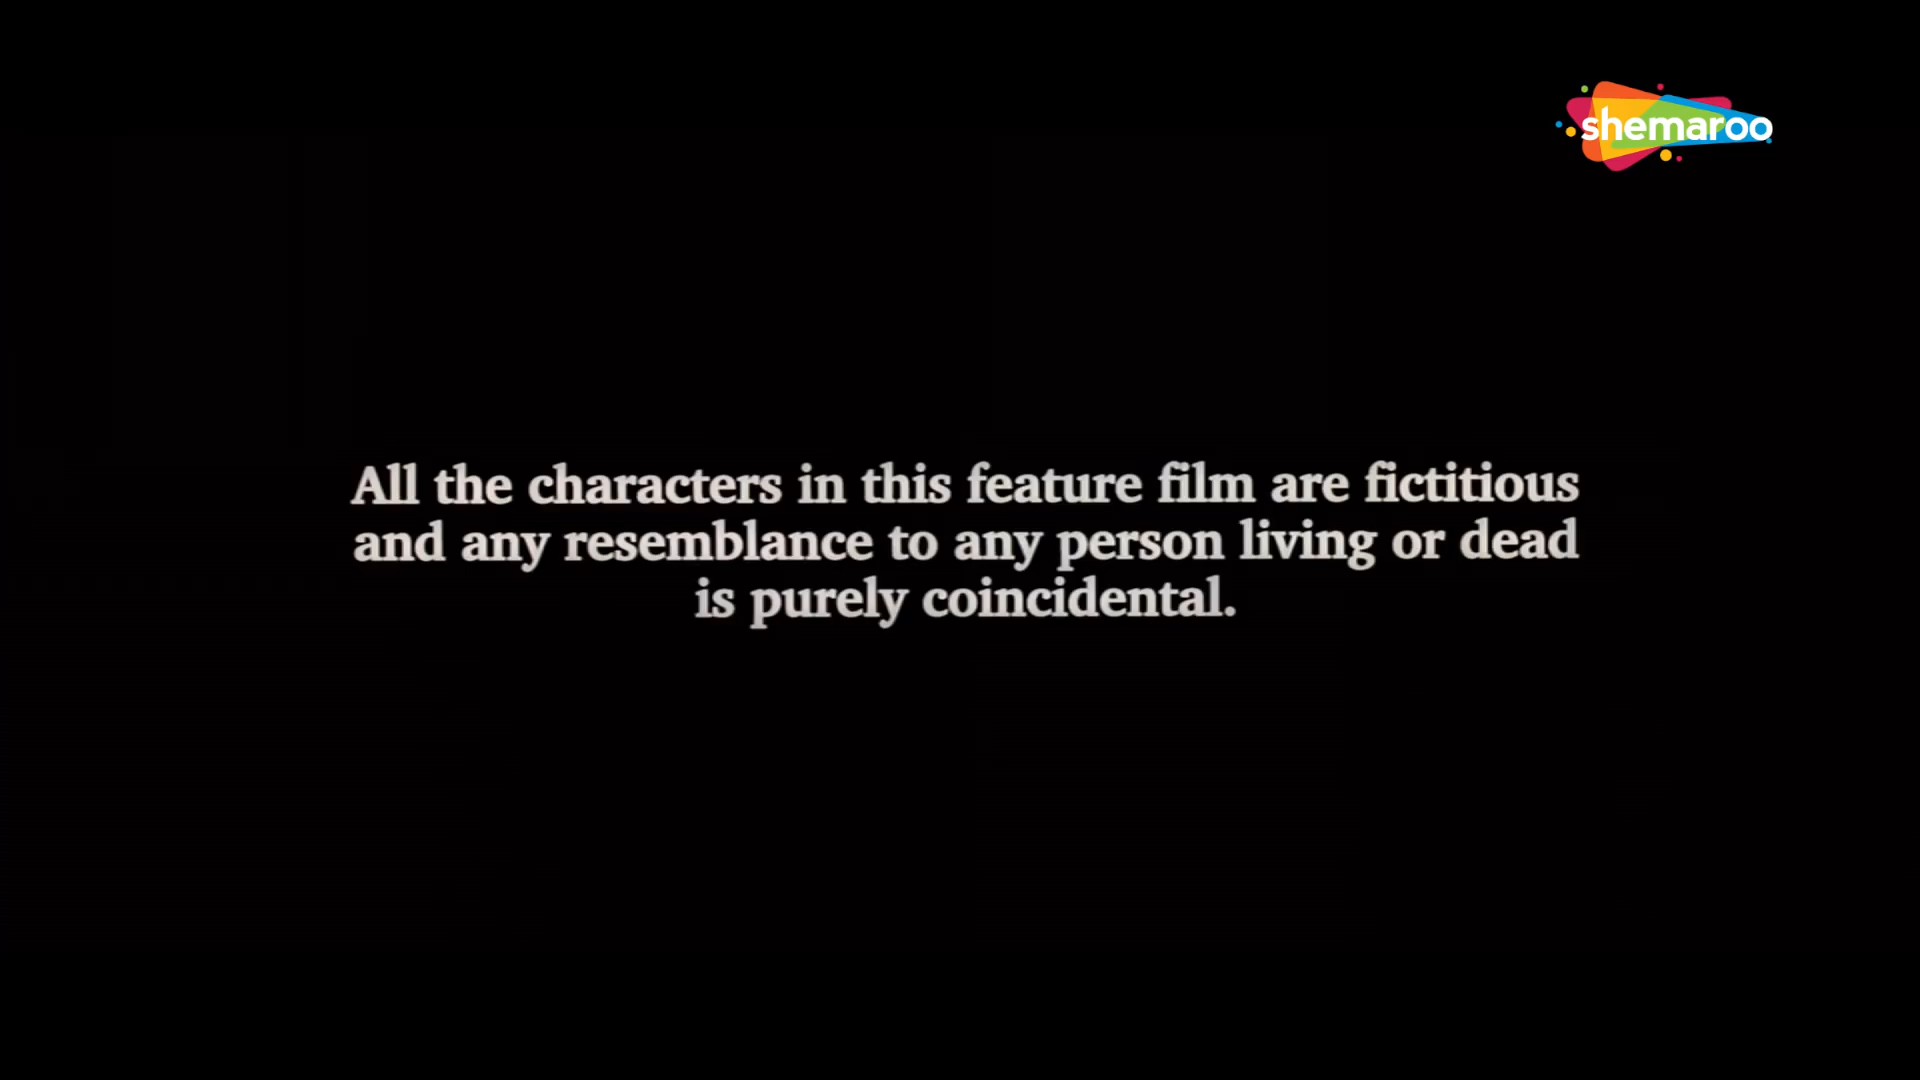 shemaroo
All the characters in this feature film are fictitious
and any resemblance to any person living or dead
is purely coincidental.